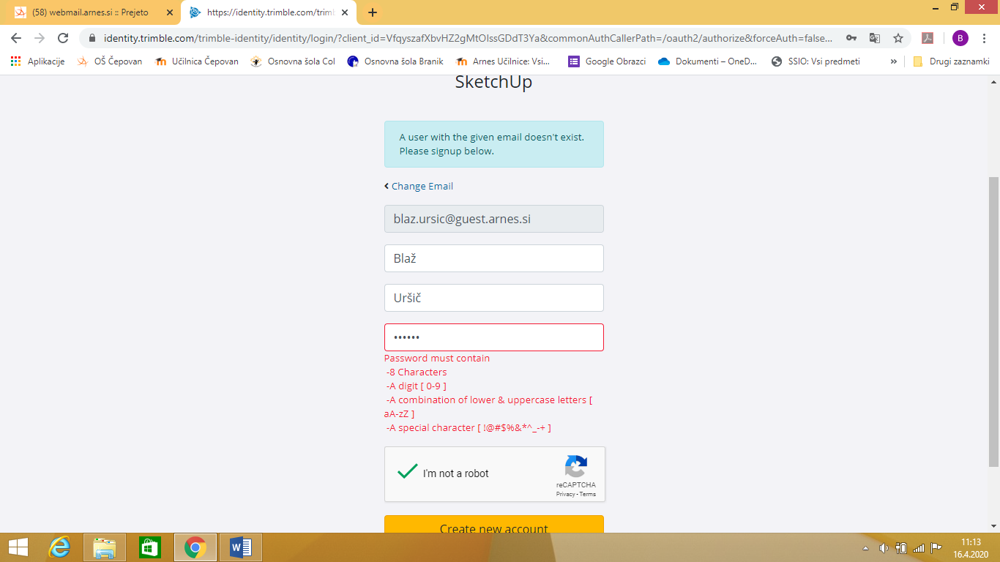 (58) webmail.arnes.si :: Prejeto
https://identity.trimble.com/trimb
identity.trimble.com/trimble-identity/identity/login/?client_id=VfqyszafXbvHZ2gMtOIssGDdT3Ya&commonAuthCallerPath=/oauth2/authorize&forceAuth=false...
B
Aplikacije
OŠ Čepovan
Učilnica Čepovan
Osnovna šola Col
Osnovna šola Branik
Arnes Učilnice: Vsi...
Google Obrazci
Dokumenti – OneD...
SSIO: Vsi predmeti
»
Drugi zaznamki
SketchUp
A user with the given email doesn't exist.
Please signup below.
Change Email
blaz.ursic@guest.arnes.si
Blaž
Uršič
••••••
Password must contain
-8 Characters
-A digit [ 0-9 ]
-A combination of lower & uppercase letters [
aA-zZ ]
-A special character [ !@#$%&*^_-+ ]
I'm not a robot
reCAPTCHA
Privacy - Terms
Create new account
11:13
16.4.2020